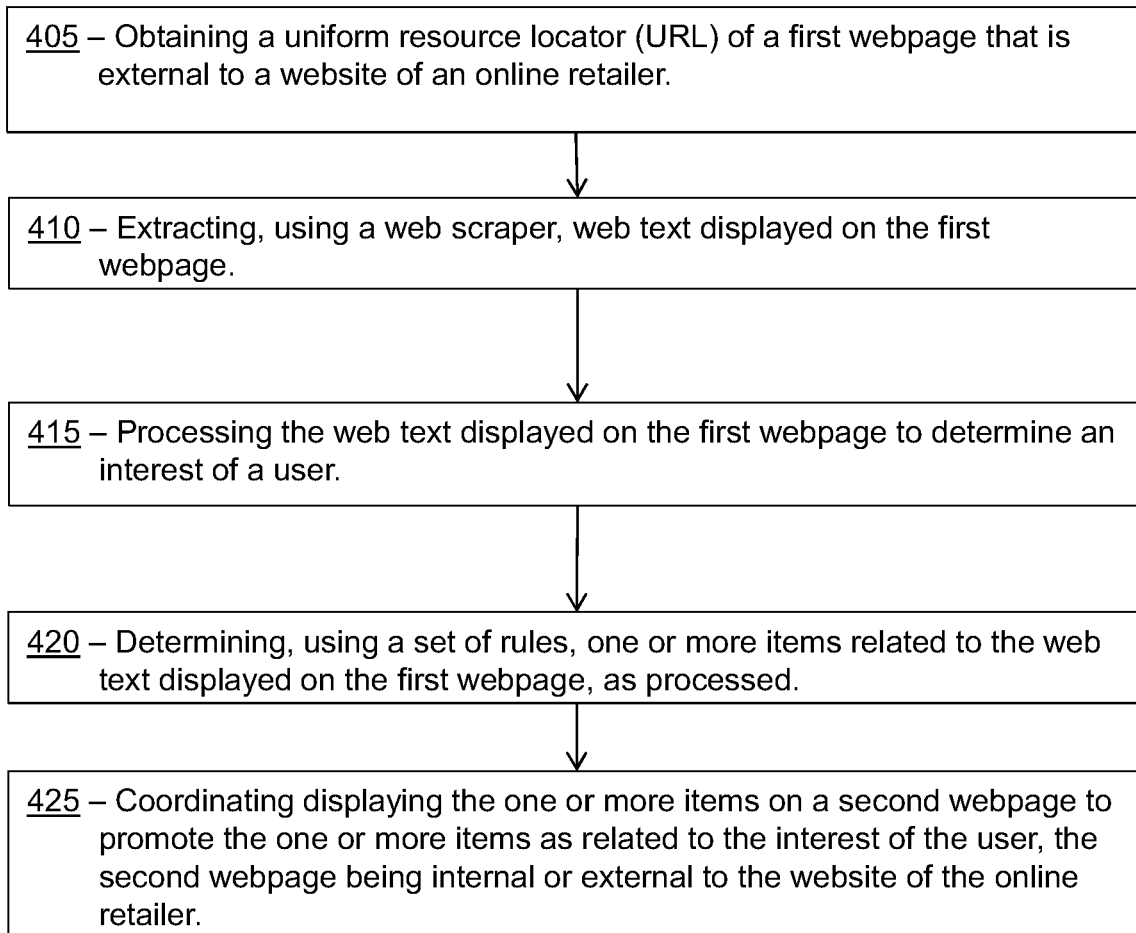 405 – Obtaining a uniform resource locator (URL) of a first webpage that is
external to a website of an online retailer.
410 – Extracting, using a web scraper, web text displayed on the first
webpage.
415 – Processing the web text displayed on the first webpage to determine an
interest of a user.
420 – Determining, using a set of rules, one or more items related to the web
text displayed on the first webpage, as processed.
425 – Coordinating displaying the one or more items on a second webpage to
promote the one or more items as related to the interest of the user, the
second webpage being internal or external to the website of the online
retailer.